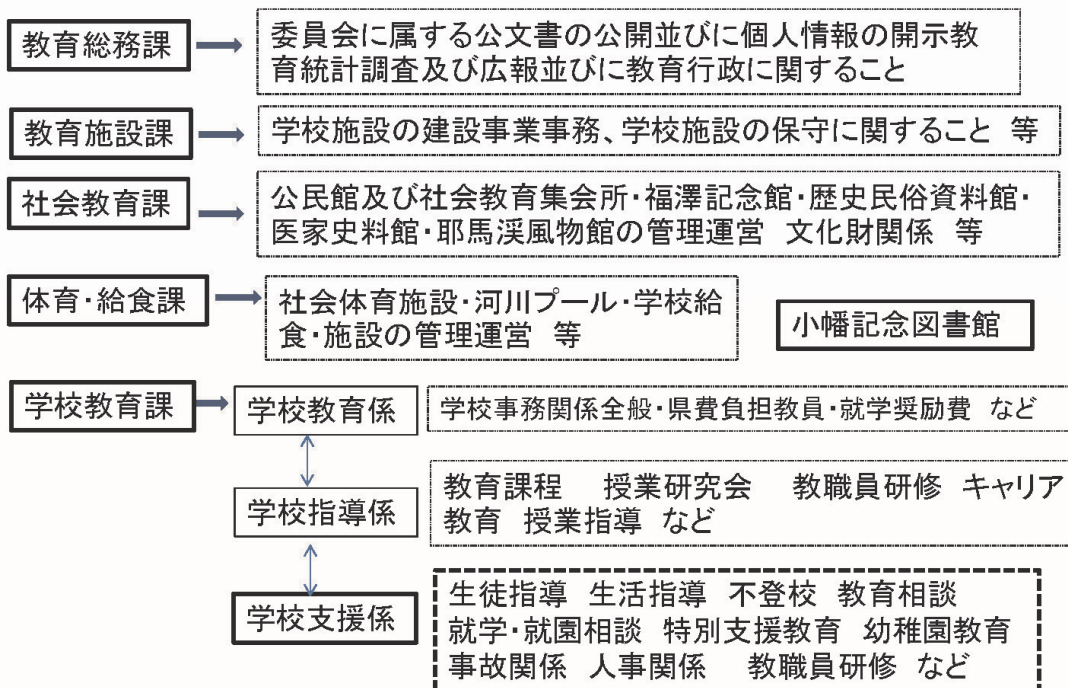 教育総務課
委員会に属する公文書の公開並びに個人情報の開示教
育統計調査及び広報並びに教育行政に関すること
教育施設課
学校施設の建設事業事務、学校施設の保守に関すること 等
社会教育課
公民館及び社会教育集会所・福澤記念館・歴史民俗資料館・
医家史料館・耶馬渓風物館の管理運営 文化財関係 等
体育・給食課
社会体育施設・河川プール・学校給
食・施設の管理運営 等
小幡記念図書館
学校教育課
学校教育係
学校事務関係全般・県費負担教員・就学奨励費 など
学校指導係
教育課程 授業研究会 教職員研修 キャリア
教育 授業指導 など
学校支援係
生徒指導 生活指導 不登校 教育相談
就学・就園相談 特別支援教育 幼稚園教育
事故関係 人事関係 教職員研修 など